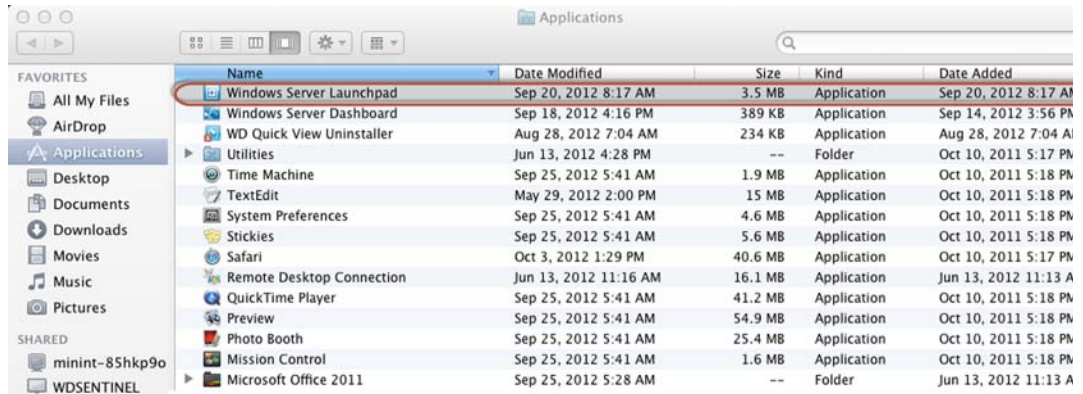 Applications
FAVORITES
All My Files
AirDrop
Applications
Desktop
Documents
Downloads
Movies
Music
Pictures
SHARED
minint-85hkp9o
WDSENTINEL
Name Date Modified Size Kind Date Added
Windows Server Launchpad Sep 20, 2012 8:17 AM 3.5 MB Application Sep 20, 2012 8:17 AM
Windows Server Dashboard Sep 18, 2012 4:16 PM 389 KB Application Sep 14, 2012 3:56 PM
WD Quick View Uninstaller Aug 28, 2012 7:04 AM 234 KB Application Aug 28, 2012 7:04 A
Utilities Jun 13, 2012 4:28 PM -- Folder Oct 10, 2011 5:17 PM
Time Machine Sep 25, 2012 5:41 AM 1.9 MB Application Oct 10, 2011 5:18 PM
TextEdit May 29, 2012 2:00 PM 15 MB Application Oct 10, 2011 5:18 PM
System Preferences Sep 25, 2012 5:41 AM 4.6 MB Application Oct 10, 2011 5:18 PM
Stickies Sep 25, 2012 5:41 AM 5.6 MB Application Oct 10, 2011 5:18 PM
Safari Oct 3, 2012 1:29 PM 40.6 MB Application Oct 10, 2011 5:17 PM
Remote Desktop Connection Jun 13, 2012 11:16 AM 16.1 MB Application Jun 13, 2012 11:13 A
QuickTime Player Sep 25, 2012 5:41 AM 41.2 MB Application Oct 10, 2011 5:18 PM
Preview Sep 25, 2012 5:41 AM 54.9 MB Application Oct 10, 2011 5:18 PM
Photo Booth Sep 25, 2012 5:41 AM 25.4 MB Application Oct 10, 2011 5:18 PM
Mission Control Sep 25, 2012 5:41 AM 1.6 MB Application Oct 10, 2011 5:18 PM
Microsoft Office 2011 Sep 25, 2012 5:28 AM -- Folder Jun 13, 2012 11:13 A